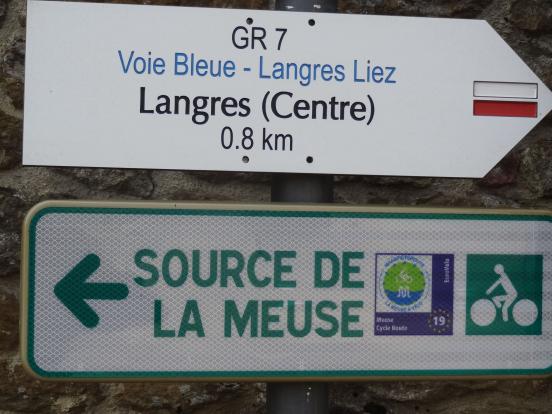 GR 7
Voie Bleue - Langres Liez
Langres (Centre)
0.8 km
SOURCE DE
LA MEUSE
EuroVelo
Meuse
Cycle Route
19